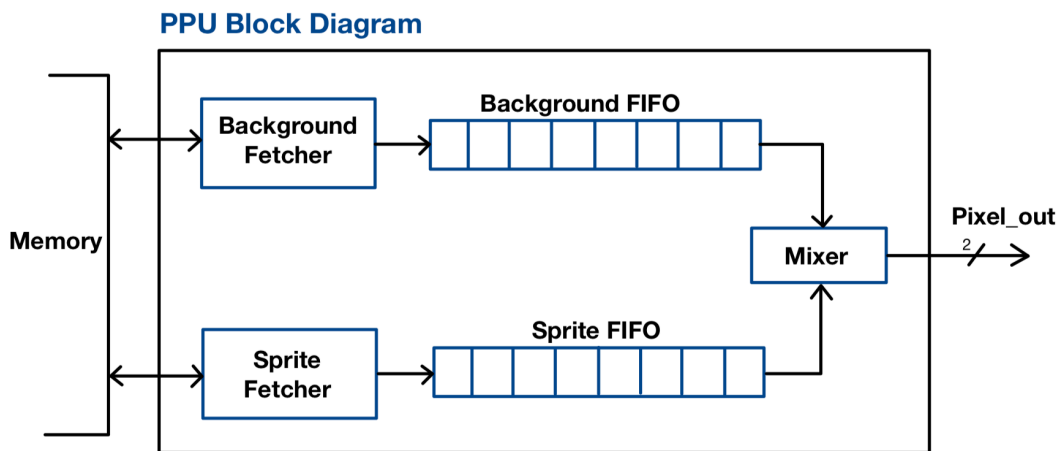 PPU Block Diagram
Background FIFO
Background
Fetcher
Memory
Mixer
Pixel_out
2
Sprite FIFO
Sprite
Fetcher